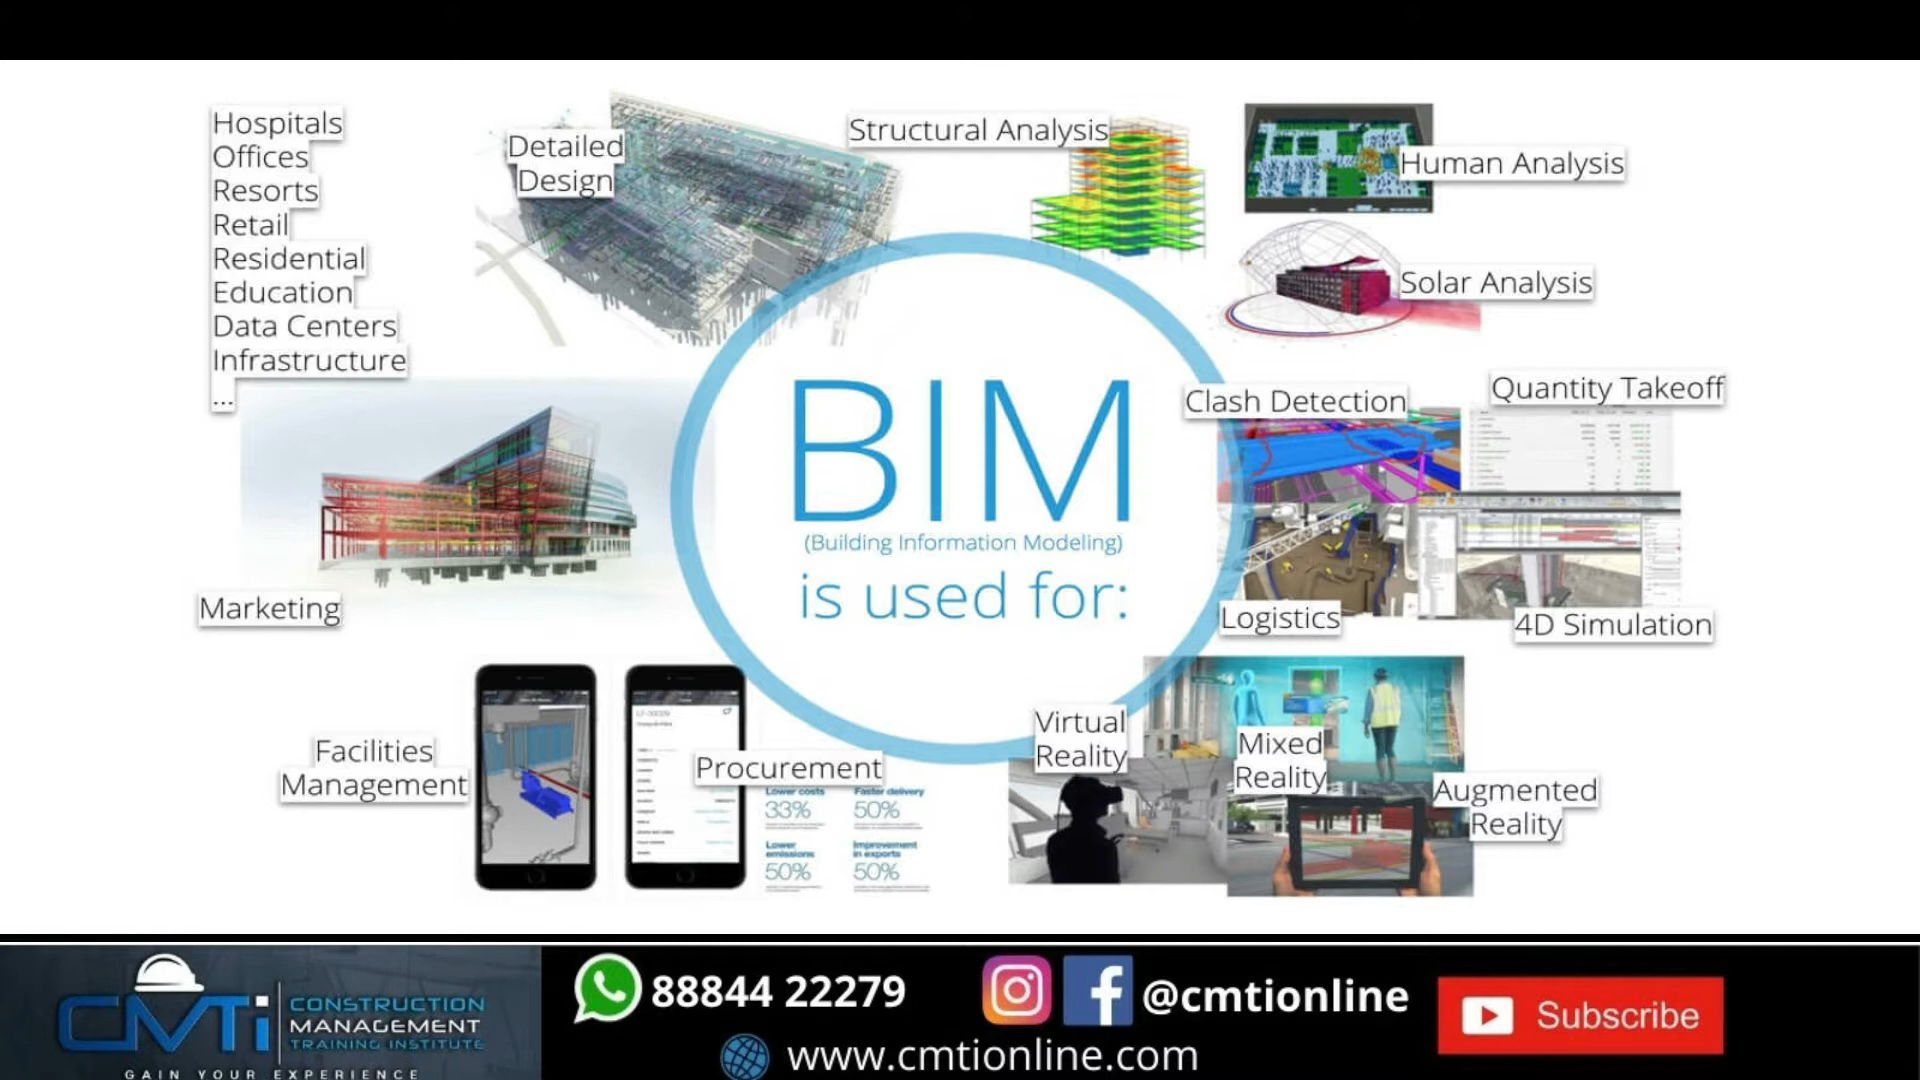 Hospitals
Offices
Resorts
Retail
Residential
Education
Data Centers
Infrastructure
...
Detailed
Design
Structural Analysis
Human Analysis
Solar Analysis
BIM
(Building Information Modeling)
is used for:
Clash Detection
Quantity Takeoff
Logistics
4D Simulation
Marketing
Facilities
Management
Procurement
Lower costs
33%
Faster delivery
50%
Lower
emissions
50%
Improvement
in exports
50%
Virtual
Reality
Mixed
Reality
Augmented
Reality
CMTi
CONSTRUCTION
MANAGEMENT
TRAINING INSTITUTE
GAIN YOUR EXPERIENCE
88844 22279
@cmtionline
www.cmtionline.com
Subscribe